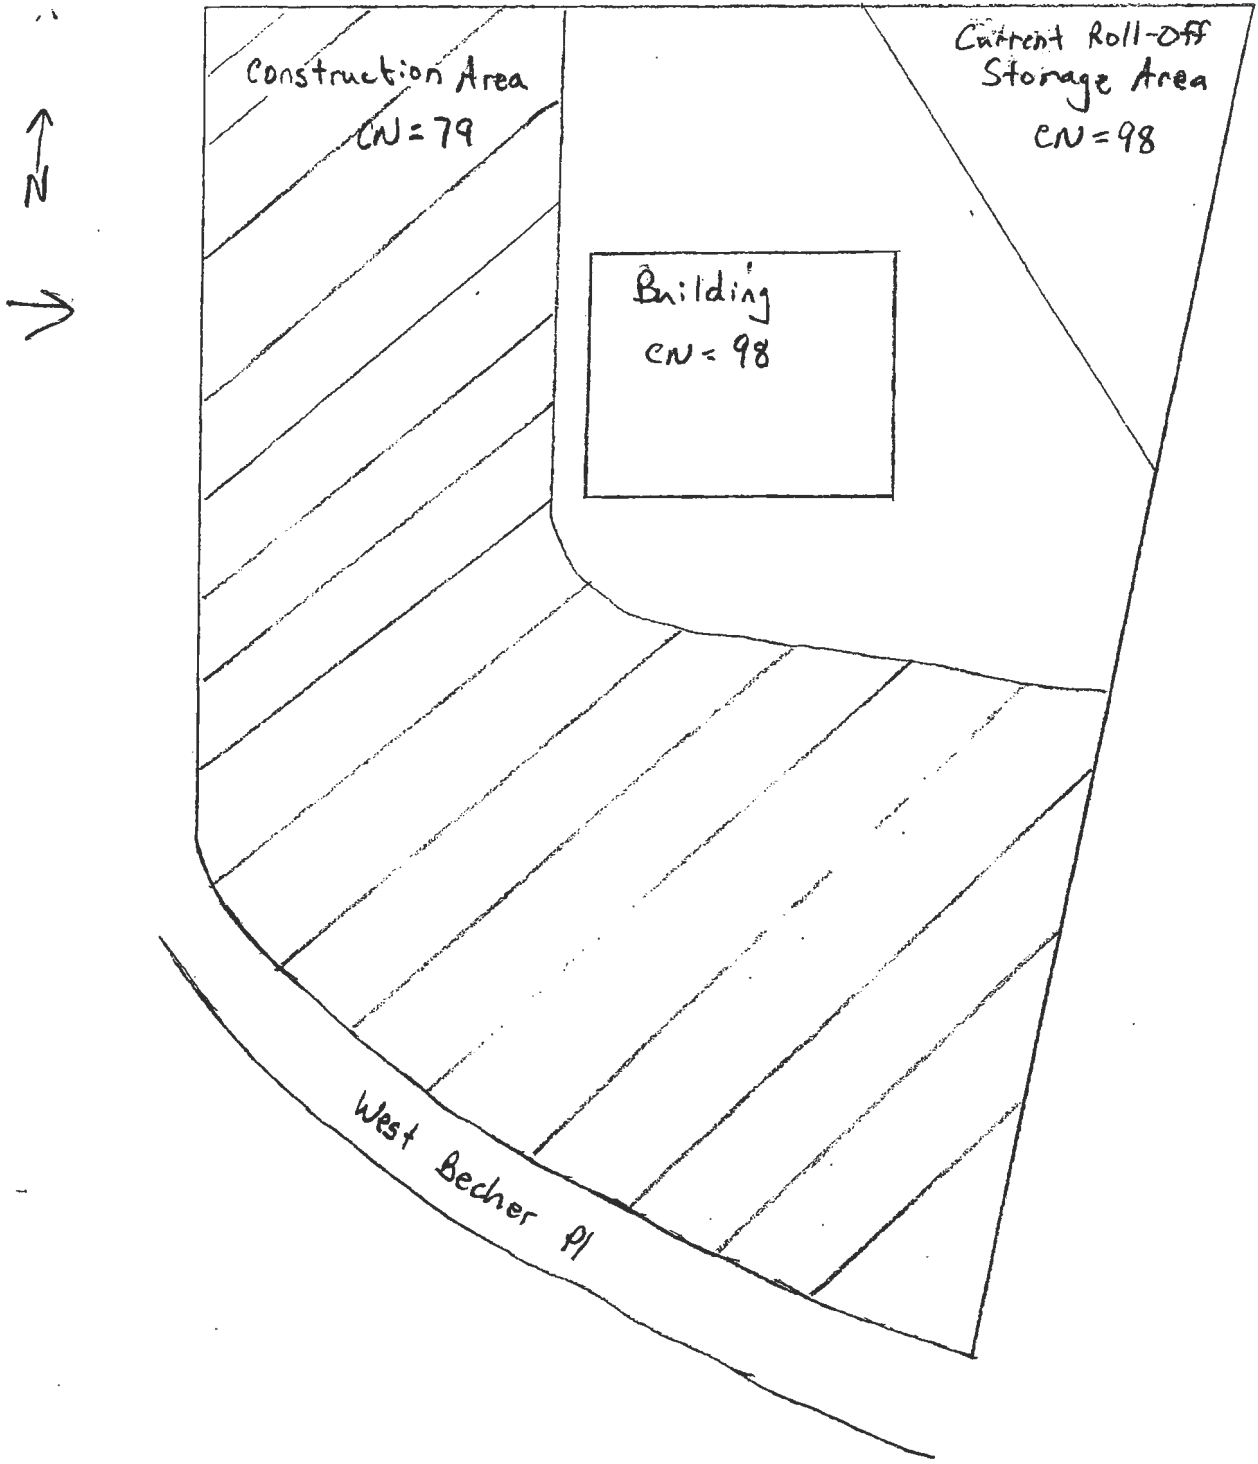 Current Roll-Off
Storage Area
CN = 98
Construction Area
CN = 79
N
Building
CN = 98
West Becher Pl